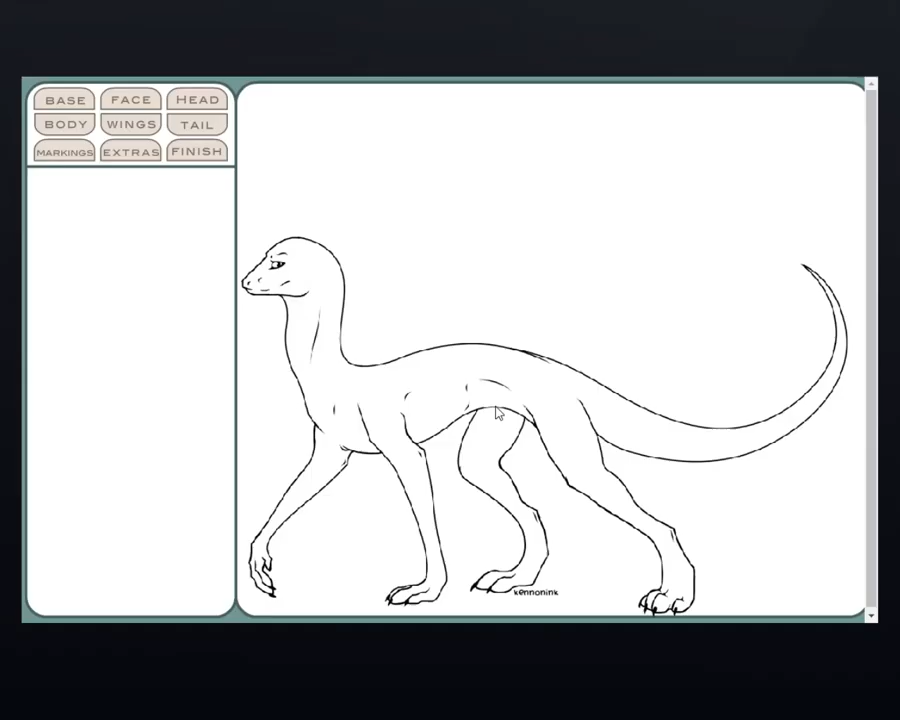 BASE FACE HEAD
BODY WINGS TAIL
MARKINGS EXTRAS FINISH
kennonink